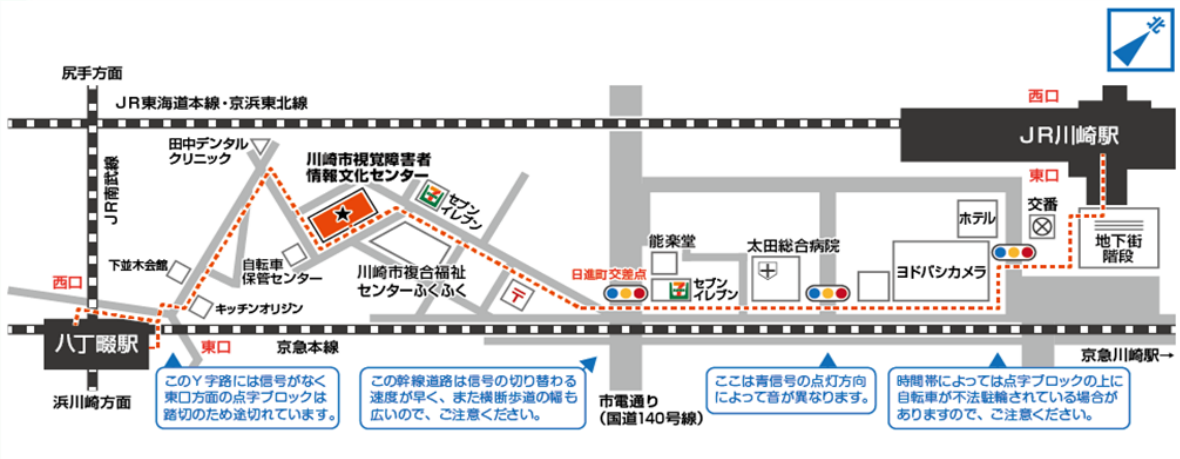 北
尻手方面
JR東海道本線・京浜東北線
西口
JR川崎駅
田中デンタル
クリニック
川崎市視覚障害者
情報文化センター
JR南武線
東口
セブン
イレブン
交番
ホテル
地下街
階段
能楽堂
太田総合病院
ヨドバシカメラ
下並木会館
自転車
保管センター
川崎市複合福祉
センターふくふく
日進町交差点
セブン
イレブン
西口
キッチンオリジン
〒
八丁畷駅
東口
京急本線
京急川崎駅→
浜川崎方面
このY字路には信号がなく
東口方面の点字ブロックは
踏切のため途切れています。
この幹線道路は信号の切り替わる
速度が早く、また横断歩道の幅も
広いので、ご注意ください。
市電通り
(国道140号線)
ここは青信号の点灯方向
によって音が異なります。
時間帯によっては点字ブロックの上に
自転車が不法駐輪されている場合が
ありますので、ご注意ください。